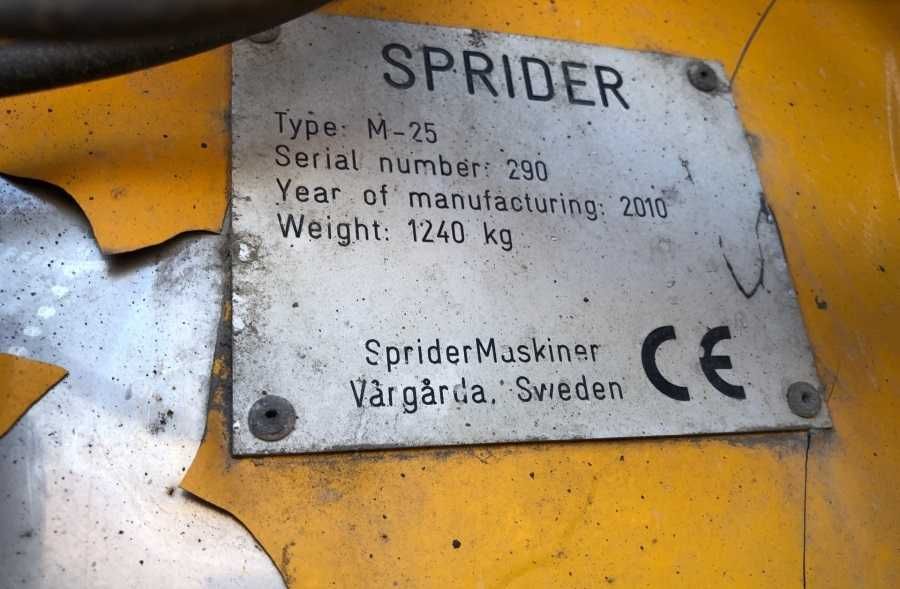 SPRIDER
Type: M-25
Serial number: 290
Year of manufacturing: 2010
Weight: 1240 kg
SpriderMaskiner
Vårgårda, Sweden
CE